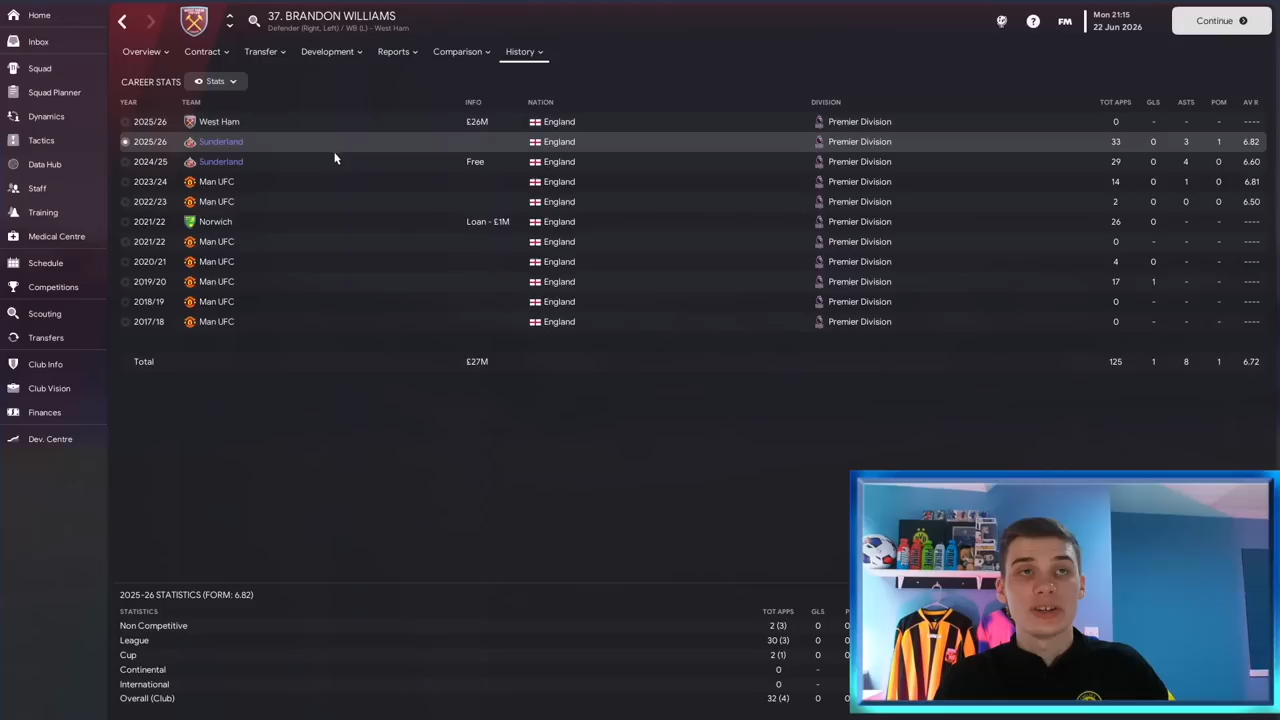 Home
Inbox
Squad
Squad Planner
Dynamics
Tactics
Data Hub
Staff
Training
Medical Centre
Schedule
Competitions
Scouting
Transfers
Club Info
Club Vision
Finances
Dev. Centre
37. BRANDON WILLIAMS
Defender (Right, Left) / WB (L) - West Ham
? FM Mon 21:15
22 Jun 2026
Continue
Overview Contract Transfer Development Reports Comparison History
CAREER STATS Stats
YEAR TEAM INFO NATION DIVISION TOT APPS GLS ASTS POM AV R
2025/26 West Ham £26M England Premier Division 0 - - - ----
2025/26 Sunderland England Premier Division 33 0 3 1 6.82
2024/25 Sunderland Free England Premier Division 29 0 4 0 6.60
2023/24 Man UFC England Premier Division 14 0 1 0 6.81
2022/23 Man UFC England Premier Division 2 0 0 0 6.50
2021/22 Norwich Loan - £1M England Premier Division 26 0 - - ----
2021/22 Man UFC England Premier Division 0 - - - ----
2020/21 Man UFC England Premier Division 4 0 - - ----
2019/20 Man UFC England Premier Division 17 1 - - ----
2018/19 Man UFC England Premier Division 0 - - - ----
2017/18 Man UFC England Premier Division 0 - - - ----
Total £27M 125 1 8 1 6.72
2025-26 STATISTICS (FORM: 6.82)
STATISTICS TOT APPS GLS
Non Competitive 2 (3) 0
League 30 (3) 0
Cup 2 (1) 0
Continental 0 -
International 0 -
Overall (Club) 32 (4) 0